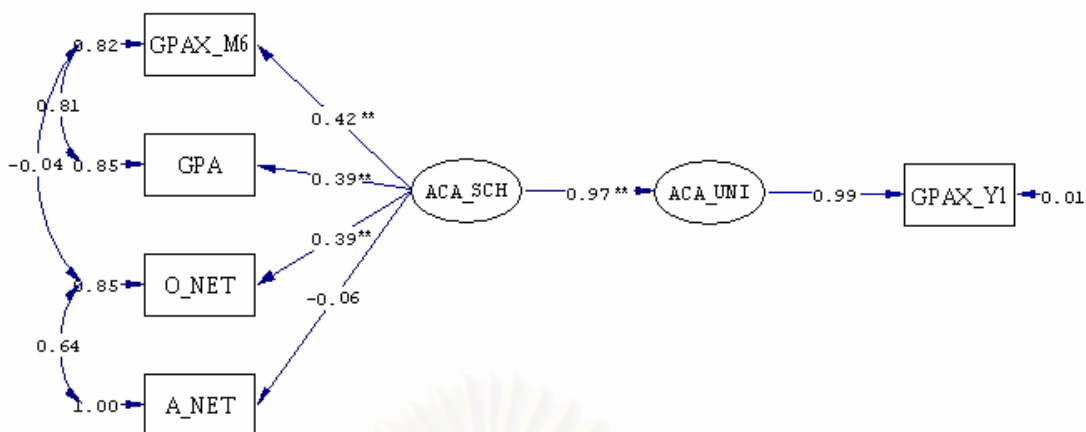 0.82 GPAX_M6
0.81
0.42**
-0.04
0.85 GPA
0.39**
ACA_SCH 0.97** ACA_UNI 0.99 GPAX_Y1 0.01
0.39**
0.85 O_NET
-0.06
0.64
1.00 A_NET